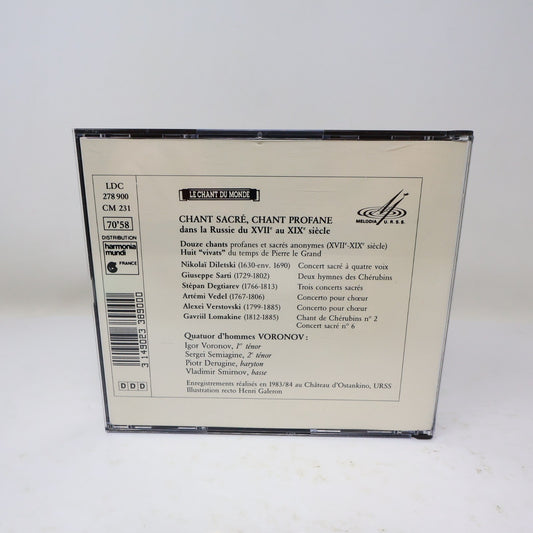 LDC
278 900
CM 231
70'58
DISTRIBUTION
harmonia
mundi
FRANCE
3 149023 389000
DDD
LE CHANT DU MONDE
MELODIA U.R.S.S.
CHANT SACRÉ, CHANT PROFANE
dans la Russie du XVIIe au XIXe siècle
Douze chants profanes et sacrés anonymes (XVIIe-XIXe siècle)
Huit "vivats" du temps de Pierre le Grand
Nikolaï Diletski (1630-env. 1690) Concert sacré à quatre voix
Giuseppe Sarti (1729-1802) Deux hymnes des Chérubins
Stépan Degtiarev (1766-1813) Trois concerts sacrés
Artémi Vedel (1767-1806) Concerto pour chœur
Alexei Verstovski (1799-1885) Concerto pour chœur
Gavriil Lomakine (1812-1885) Chant de Chérubins n° 2
Concert sacré n° 6
Quatuor d'hommes VORONOV :
Igor Voronov, 1er ténor
Sergei Semiagine, 2e ténor
Piotr Derugine, baryton
Vladimir Smirnov, basse
Enregistrements réalisés en 1983/84 au Château d'Ostankino, URSS
Illustration recto Henri Galeron